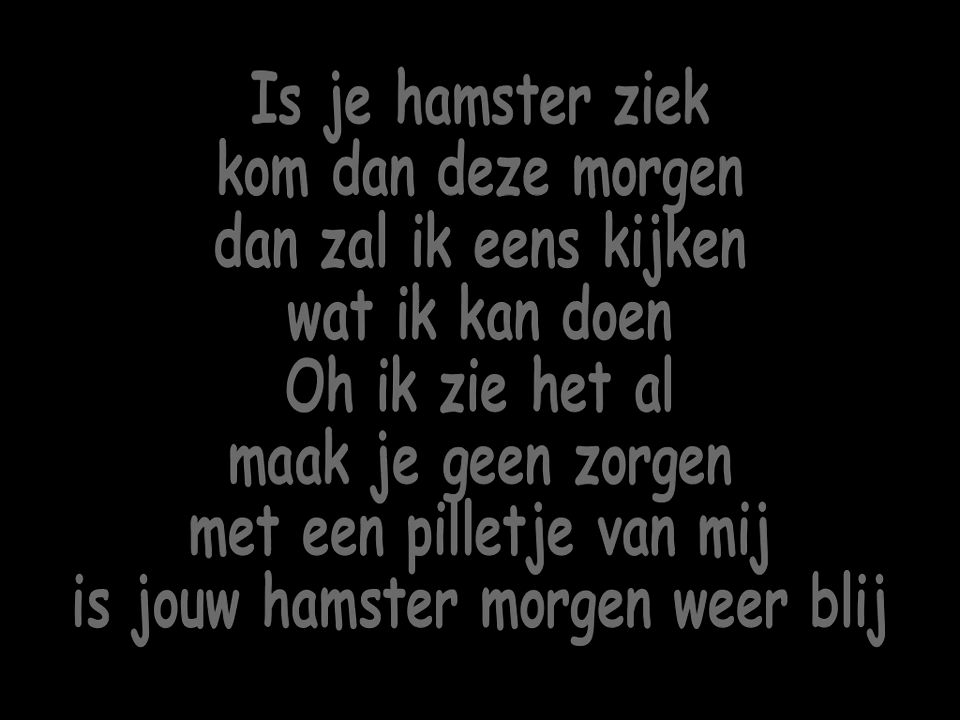 Is je hamster ziek
kom dan deze morgen
dan zal ik eens kijken
wat ik kan doen
Oh ik zie het al
maak je geen zorgen
met een pilletje van mij
is jouw hamster morgen weer blij